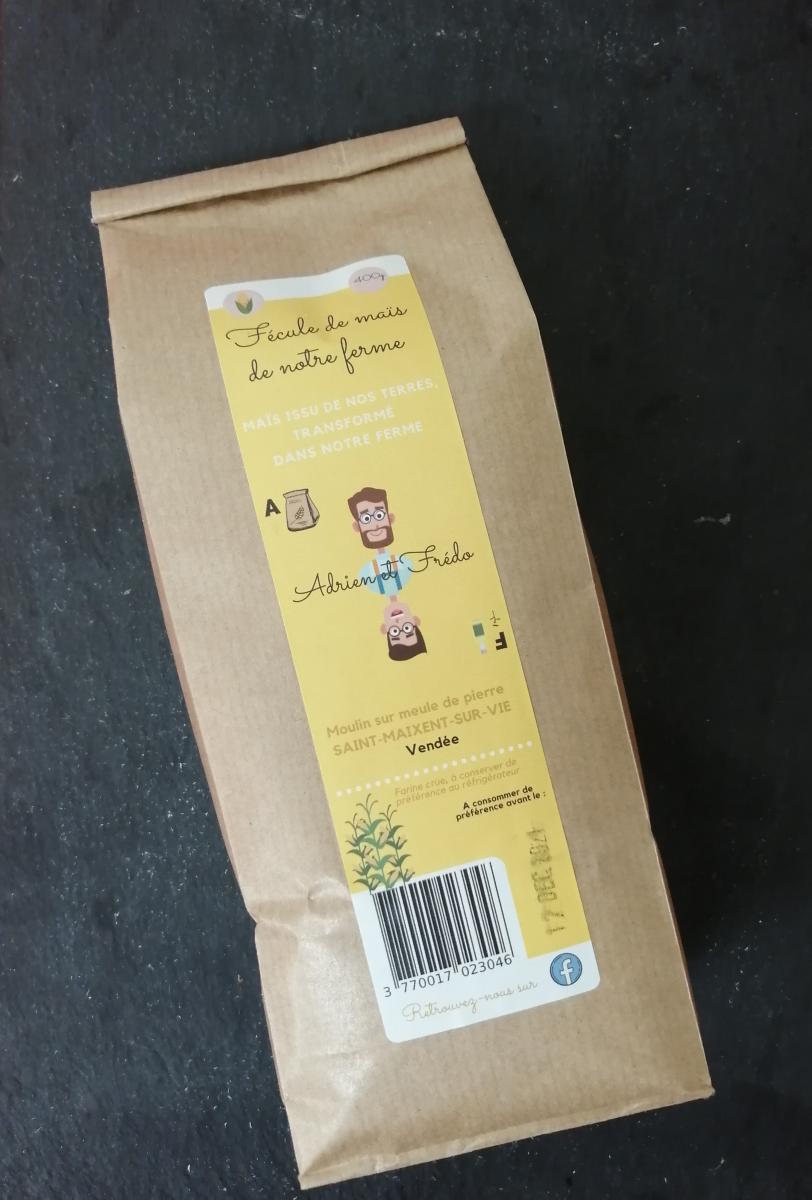 400g
Fécule de maïs
de notre ferme
MAÏS ISSU DE NOS TERRES,
TRANSFORMÉ
DANS NOTRE FERME
A
Adrien et Frédo
F
Moulin sur meule de pierre
SAINT-MAIXENT-SUR-VIE
Vendée
Farine crue, à conserver de
préférence au réfrigérateur
A consommer de
préférence avant le :
DEC
3 770017 023046
Retrouvez-nous sur
f